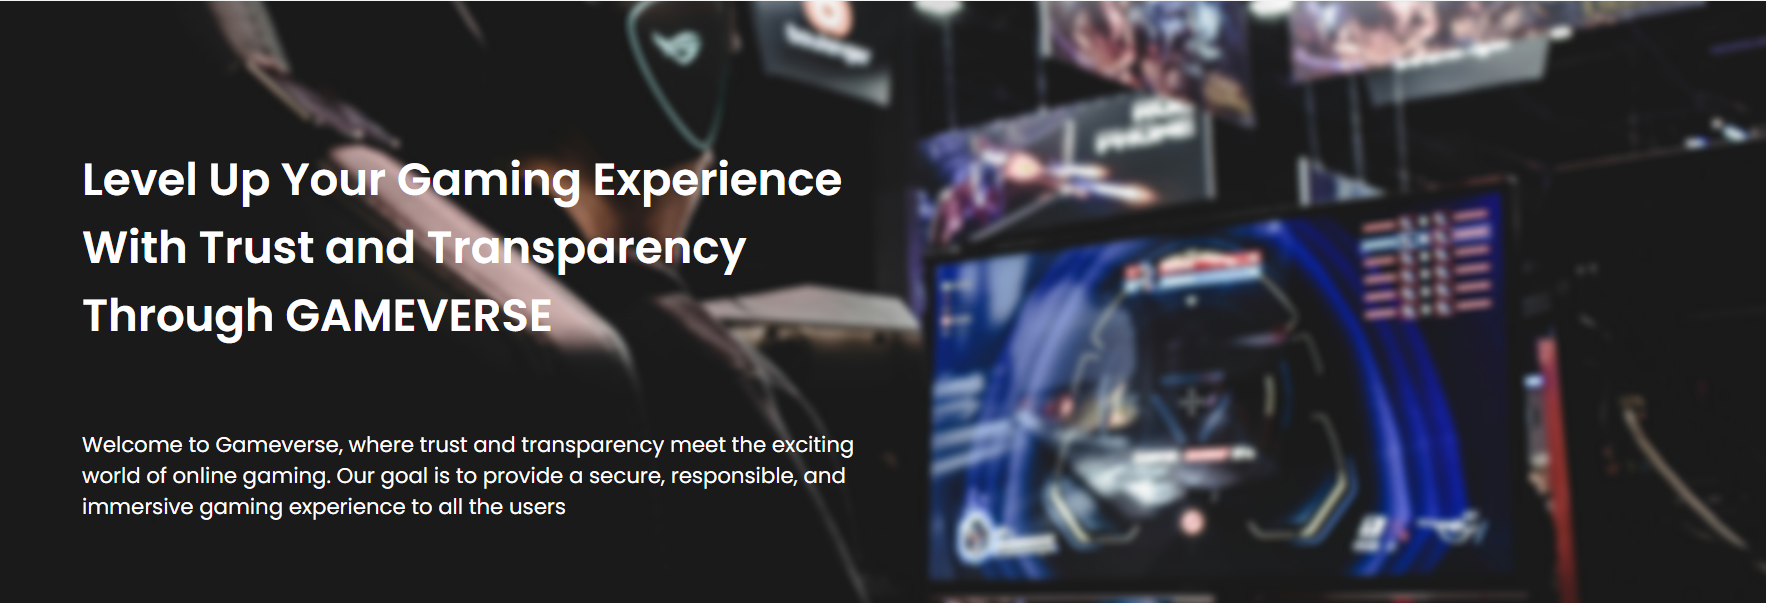 Level Up Your Gaming Experience
With Trust and Transparency
Through GAMEVERSE
Welcome to Gameverse, where trust and transparency meet the exciting
world of online gaming. Our goal is to provide a secure, responsible, and
immersive gaming experience to all the users